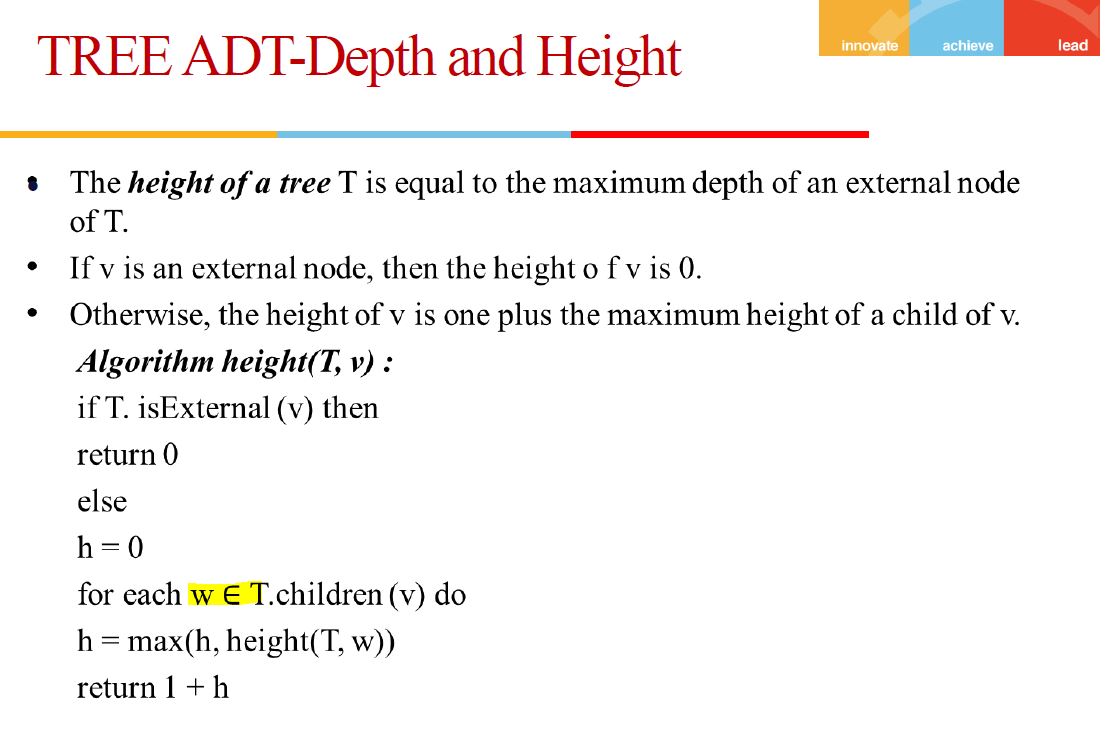 innovate achieve lead
TREE ADT-Depth and Height
• The height of a tree T is equal to the maximum depth of an external node
of T.
• If v is an external node, then the height o f v is 0.
• Otherwise, the height of v is one plus the maximum height of a child of v.
Algorithm height(T, v) :
if T. isExternal (v) then
return 0
else
h = 0
for each w ∈ T.children (v) do
h = max(h, height(T, w))
return 1 + h